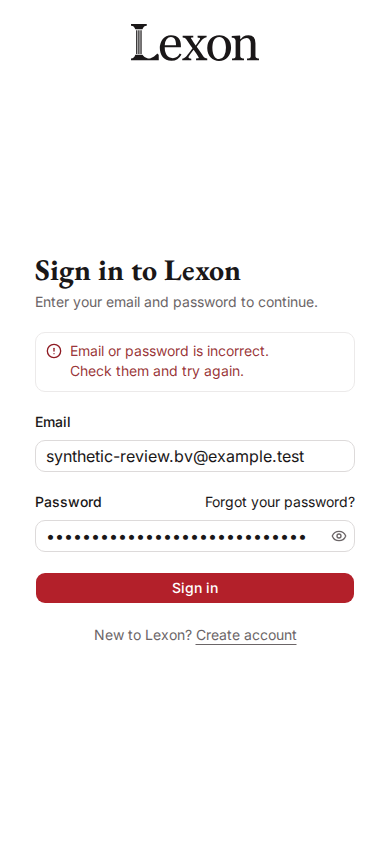 Lexon
Sign in to Lexon
Enter your email and password to continue.
Email or password is incorrect.
Check them and try again.
Email
synthetic-review.bv@example.test
Password Forgot your password?
•••••••••••••••••••••••••••••
Sign in
New to Lexon? Create account